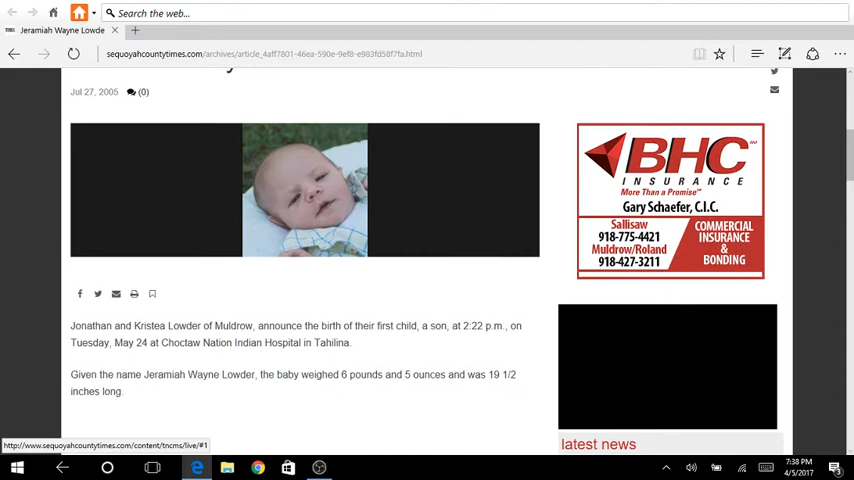 Search the web...
Jeramiah Wayne Lowde
sequoyahcountytimes.com/archives/article_4aff7801-46ea-590e-9ef8-e983fd58f7fa.html
Jul 27, 2005 (0)
BHC
INSURANCE
More Than a Promise
Gary Schaefer, C.I.C.
Sallisaw
918-775-4421
Muldrow/Roland
918-427-3211
COMMERCIAL
INSURANCE
&
BONDING
Jonathan and Kristea Lowder of Muldrow, announce the birth of their first child, a son, at 2:22 p.m., on
Tuesday, May 24 at Choctaw Nation Indian Hospital in Tahilina.
Given the name Jeramiah Wayne Lowder, the baby weighed 6 pounds and 5 ounces and was 19 1/2
inches long.
latest news
http://www.sequoyahcountytimes.com/content/tncms/live/#1
7:38 PM
4/5/2017